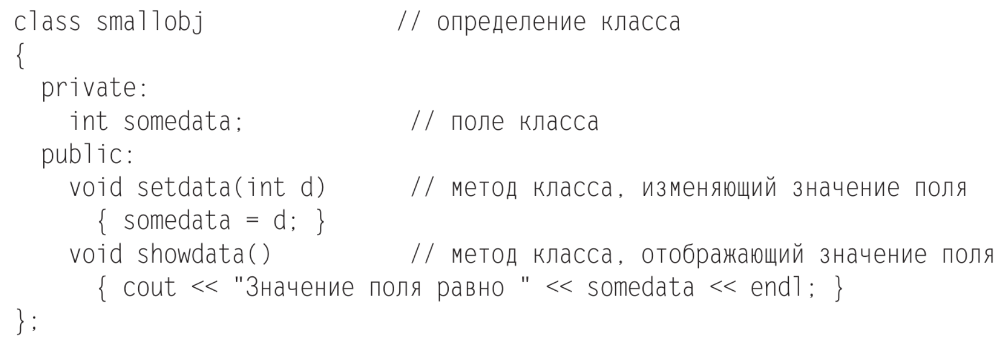 class smallobj // определение класса
{
private:
int somedata; // поле класса
public:
void setdata(int d) // метод класса, изменяющий значение поля
{ somedata = d; }
void showdata() // метод класса, отображающий значение поля
{ cout << "Значение поля равно " << somedata << endl; }
};